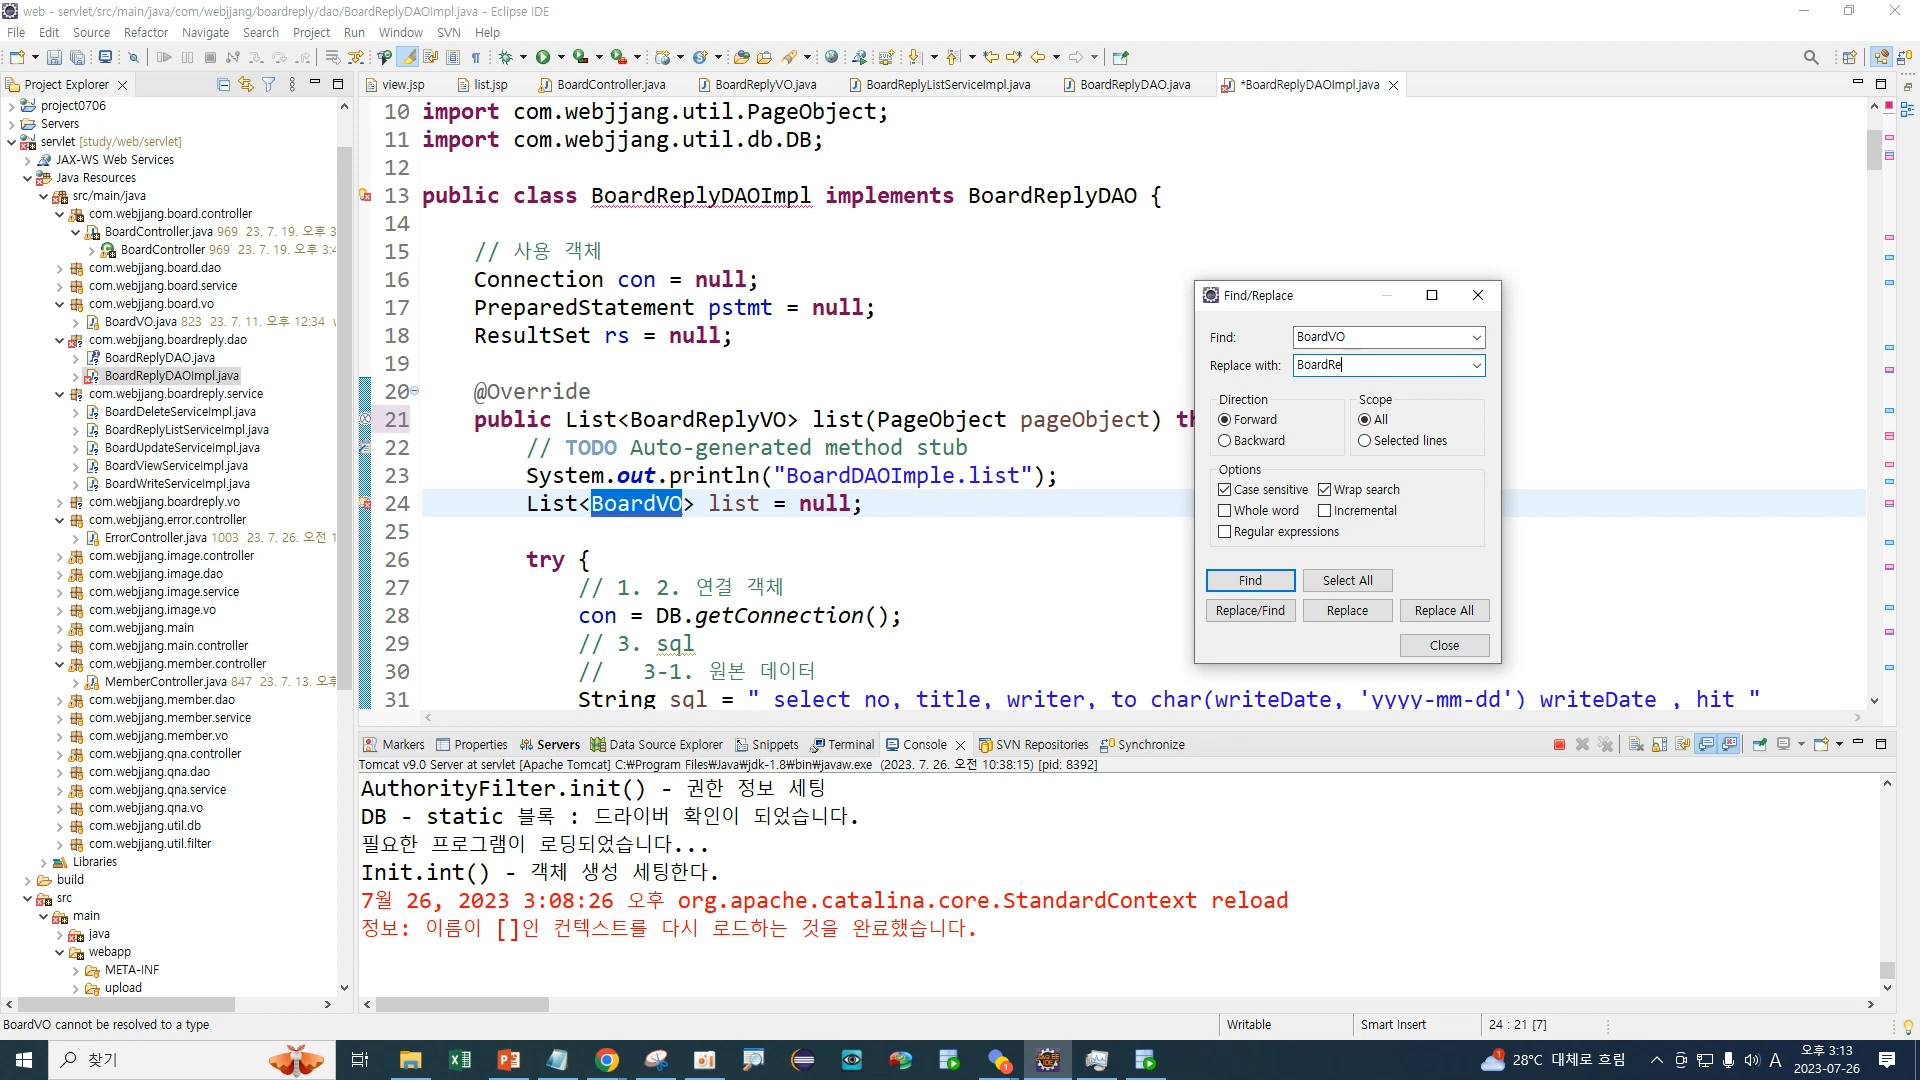 web - servlet/src/main/java/com/webjjang/boardreply/dao/BoardReplyDAOImpl.java - Eclipse IDE
File Edit Source Refactor Navigate Search Project Run Window SVN Help
Project Explorer
view.jsp list.jsp BoardController.java BoardReplyVO.java BoardReplyListServiceImpl.java BoardReplyDAO.java *BoardReplyDAOImpl.java
project0706
Servers
servlet [study/web/servlet]
JAX-WS Web Services
Java Resources
src/main/java
com.webjjang.board.controller
BoardController.java 969 23. 7. 19. 오후 3
BoardController 969 23. 7. 19. 오후 3:4
com.webjjang.board.dao
com.webjjang.board.service
com.webjjang.board.vo
BoardVO.java 823 23. 7. 11. 오후 12:34
com.webjjang.boardreply.dao
BoardReplyDAO.java
BoardReplyDAOImpl.java
com.webjjang.boardreply.service
BoardDeleteServiceImpl.java
BoardReplyListServiceImpl.java
BoardUpdateServiceImpl.java
BoardViewServiceImpl.java
BoardWriteServiceImpl.java
com.webjjang.boardreply.vo
com.webjjang.error.controller
ErrorController.java 1003 23. 7. 26. 오전 1
com.webjjang.image.controller
com.webjjang.image.dao
com.webjjang.image.service
com.webjjang.image.vo
com.webjjang.main
com.webjjang.main.controller
com.webjjang.member.controller
MemberController.java 847 23. 7. 13. 오후
com.webjjang.member.dao
com.webjjang.member.service
com.webjjang.member.vo
com.webjjang.qna.controller
com.webjjang.qna.dao
com.webjjang.qna.service
com.webjjang.qna.vo
com.webjjang.util.db
com.webjjang.util.filter
Libraries
build
src
main
java
webapp
META-INF
upload
10 import com.webjjang.util.PageObject;
11 import com.webjjang.util.db.DB;
12
13 public class BoardReplyDAOImpl implements BoardReplyDAO {
14
15 // 사용 객체
16 Connection con = null;
17 PreparedStatement pstmt = null;
18 ResultSet rs = null;
19
20 @Override
21 public List<BoardReplyVO> list(PageObject pageObject) th
22 // TODO Auto-generated method stub
23 System.out.println("BoardDAOImple.list");
24 List<BoardVO> list = null;
25
26 try {
27 // 1. 2. 연결 객체
28 con = DB.getConnection();
29 // 3. sql
30 // 3-1. 원본 데이터
31 String sql = " select no, title, writer, to char(writeDate, 'yyyy-mm-dd') writeDate , hit "
Find/Replace
Find: BoardVO
Replace with: BoardRe
Direction Scope
Forward All
Backward Selected lines
Options
Case sensitive Wrap search
Whole word Incremental
Regular expressions
Find Select All
Replace/Find Replace Replace All
Close
Markers Properties Servers Data Source Explorer Snippets Terminal Console SVN Repositories Synchronize
Tomcat v9.0 Server at servlet [Apache Tomcat] C:₩Program Files₩Java₩jdk-1.8₩bin₩javaw.exe (2023. 7. 26. 오전 10:38:15) [pid: 8392]
AuthorityFilter.init() - 권한 정보 세팅
DB - static 블록 : 드라이버 확인이 되었습니다.
필요한 프로그램이 로딩되었습니다...
Init.int() - 객체 생성 세팅한다.
7월 26, 2023 3:08:26 오후 org.apache.catalina.core.StandardContext reload
정보: 이름이 []인 컨텍스트를 다시 로드하는 것을 완료했습니다.
BoardVO cannot be resolved to a type
Writable Smart Insert 24 : 21 [7]
찾기
28°C 대체로 흐림
A
오후 3:13
2023-07-26